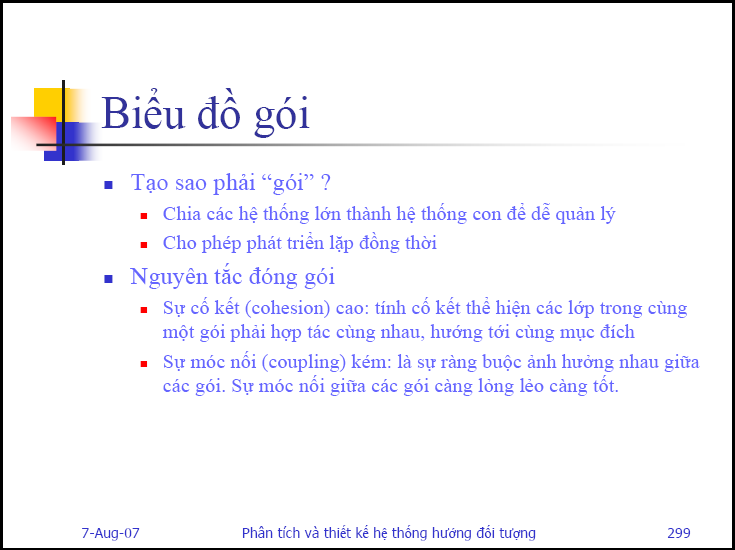 Biểu đồ gói
Tạo sao phải “gói” ?
Chia các hệ thống lớn thành hệ thống con để dễ quản lý
Cho phép phát triển lặp đồng thời
Nguyên tắc đóng gói
Sự cố kết (cohesion) cao: tính cố kết thể hiện các lớp trong cùng
một gói phải hợp tác cùng nhau, hướng tới cùng mục đích
Sự móc nối (coupling) kém: là sự ràng buộc ảnh hưởng nhau giữa
các gói. Sự móc nối giữa các gói càng lỏng lẻo càng tốt.
7-Aug-07 Phân tích và thiết kế hệ thống hướng đối tượng 299